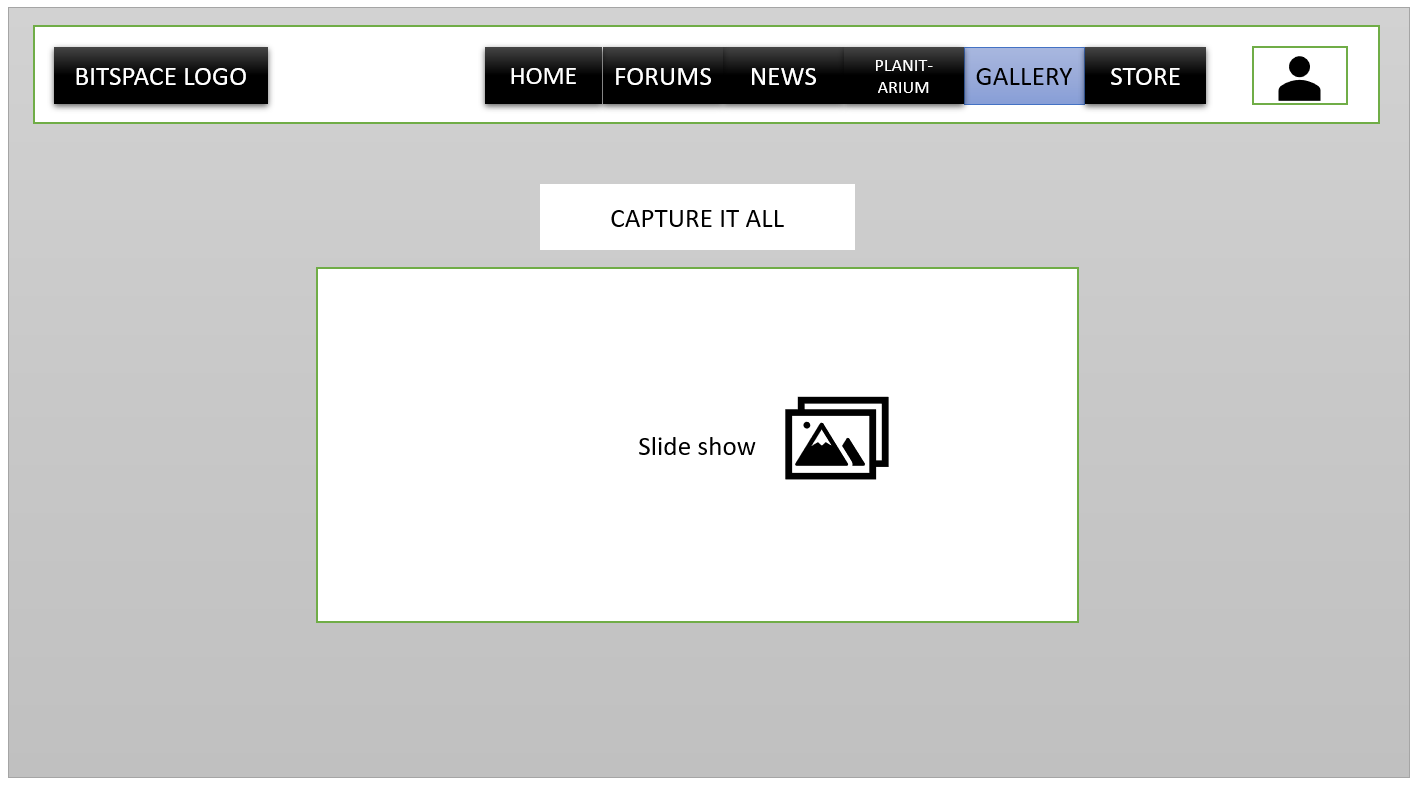 BITSPACE LOGO
HOME
FORUMS
NEWS
PLANIT-
ARIUM
GALLERY
STORE
CAPTURE IT ALL
Slide show